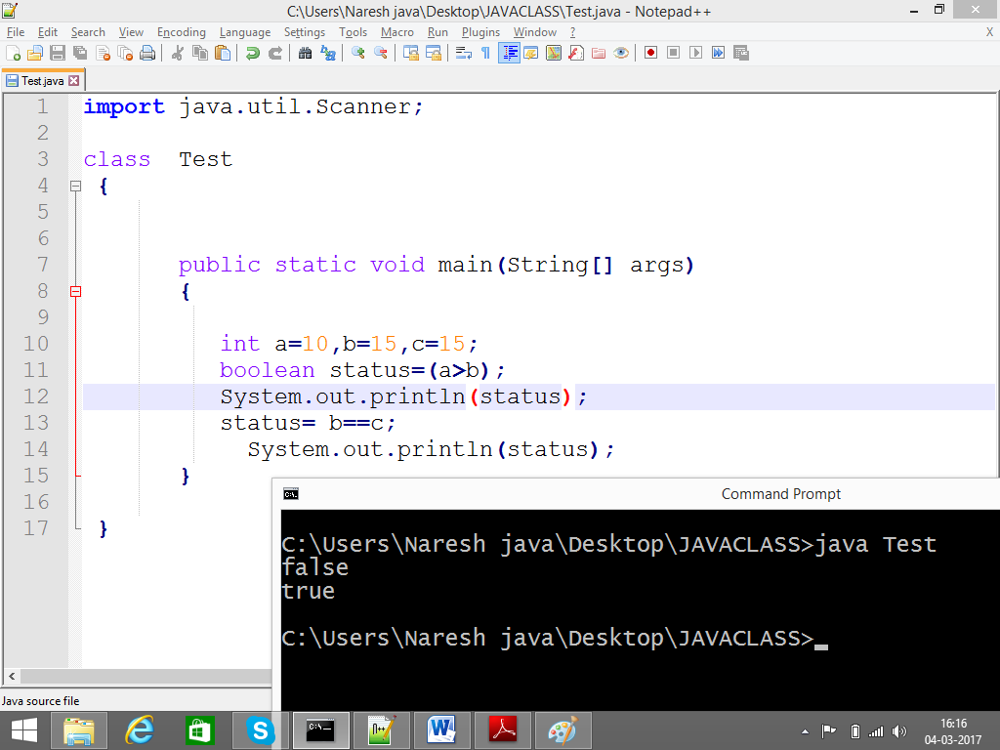 C:\Users\Naresh java\Desktop\JAVACLASS\Test.java - Notepad++
File Edit Search View Encoding Language Settings Tools Macro Run Plugins Window ? X
Test.java
1 import java.util.Scanner;
2
3 class Test
4 {
5
6
7 public static void main(String[] args)
8 {
9
10 int a=10,b=15,c=15;
11 boolean status=(a>b);
12 System.out.println(status);
13 status= b==c;
14 System.out.println(status);
15 }
16
17 }
Command Prompt
C:\Users\Naresh java\Desktop\JAVACLASS>java Test
false
true
C:\Users\Naresh java\Desktop\JAVACLASS>_
Java source file
16:16
04-03-2017